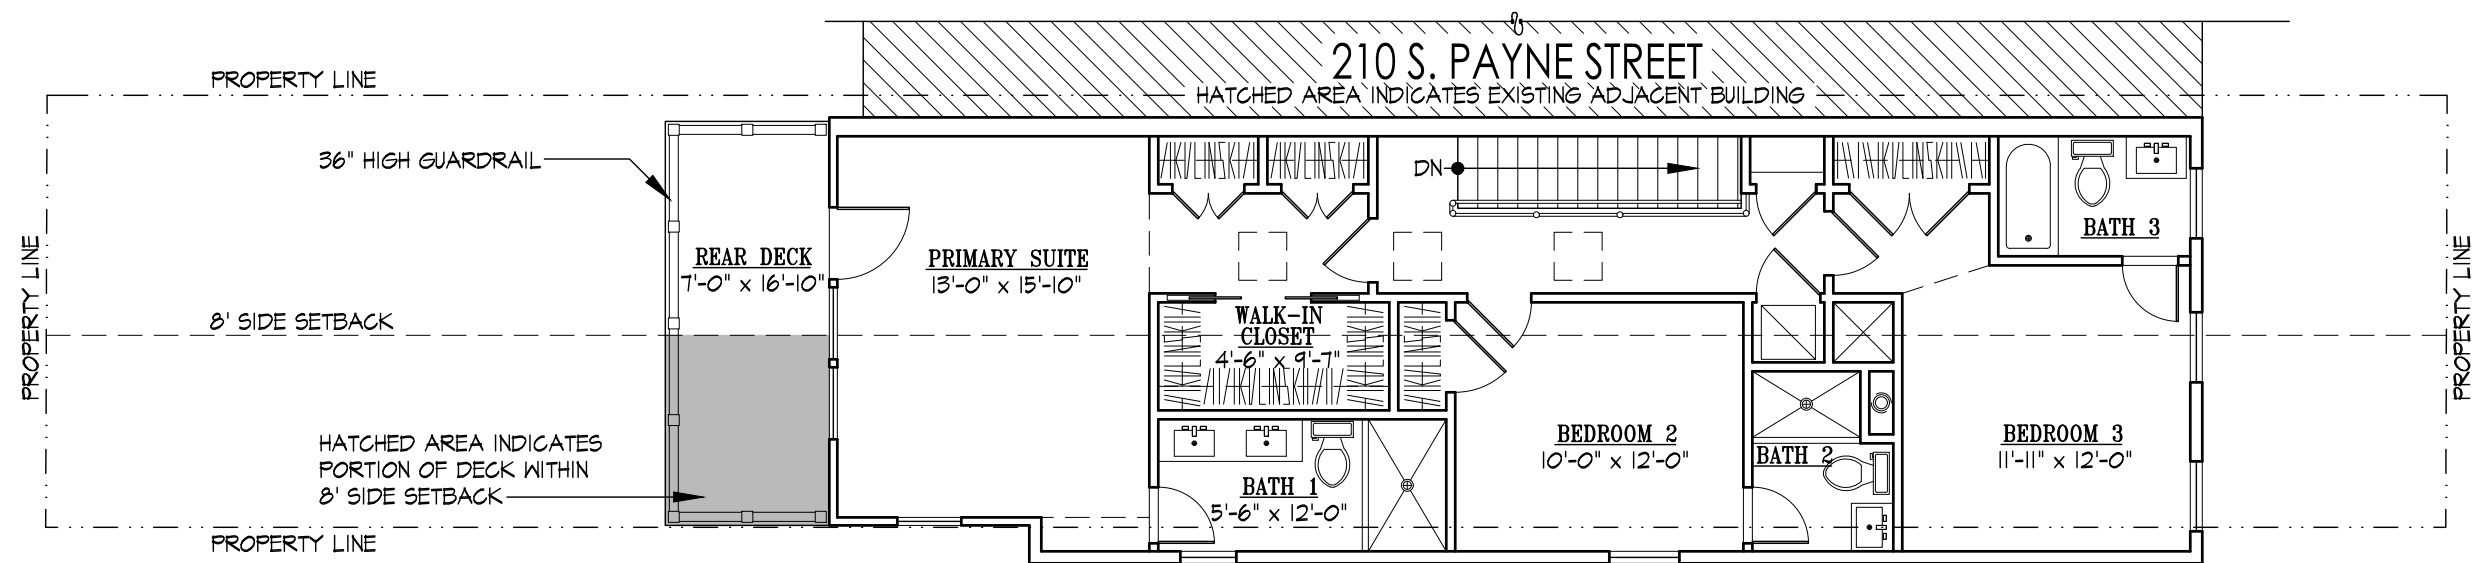 210 S. PAYNE STREET
HATCHED AREA INDICATES EXISTING ADJACENT BUILDING
PROPERTY LINE
36" HIGH GUARDRAIL
DN
BATH 3
REAR DECK
7'-0" x 16'-10"
PRIMARY SUITE
13'-0" x 15'-10"
PROPERTY LINE
PROPERTY LINE
8' SIDE SETBACK
WALK-IN
CLOSET
4'-6" x 9'-7"
HATCHED AREA INDICATES
PORTION OF DECK WITHIN
8' SIDE SETBACK
BATH 1
5'-6" x 12'-0"
BEDROOM 2
10'-0" x 12'-0"
BATH 2
BEDROOM 3
11'-11" x 12'-0"
PROPERTY LINE